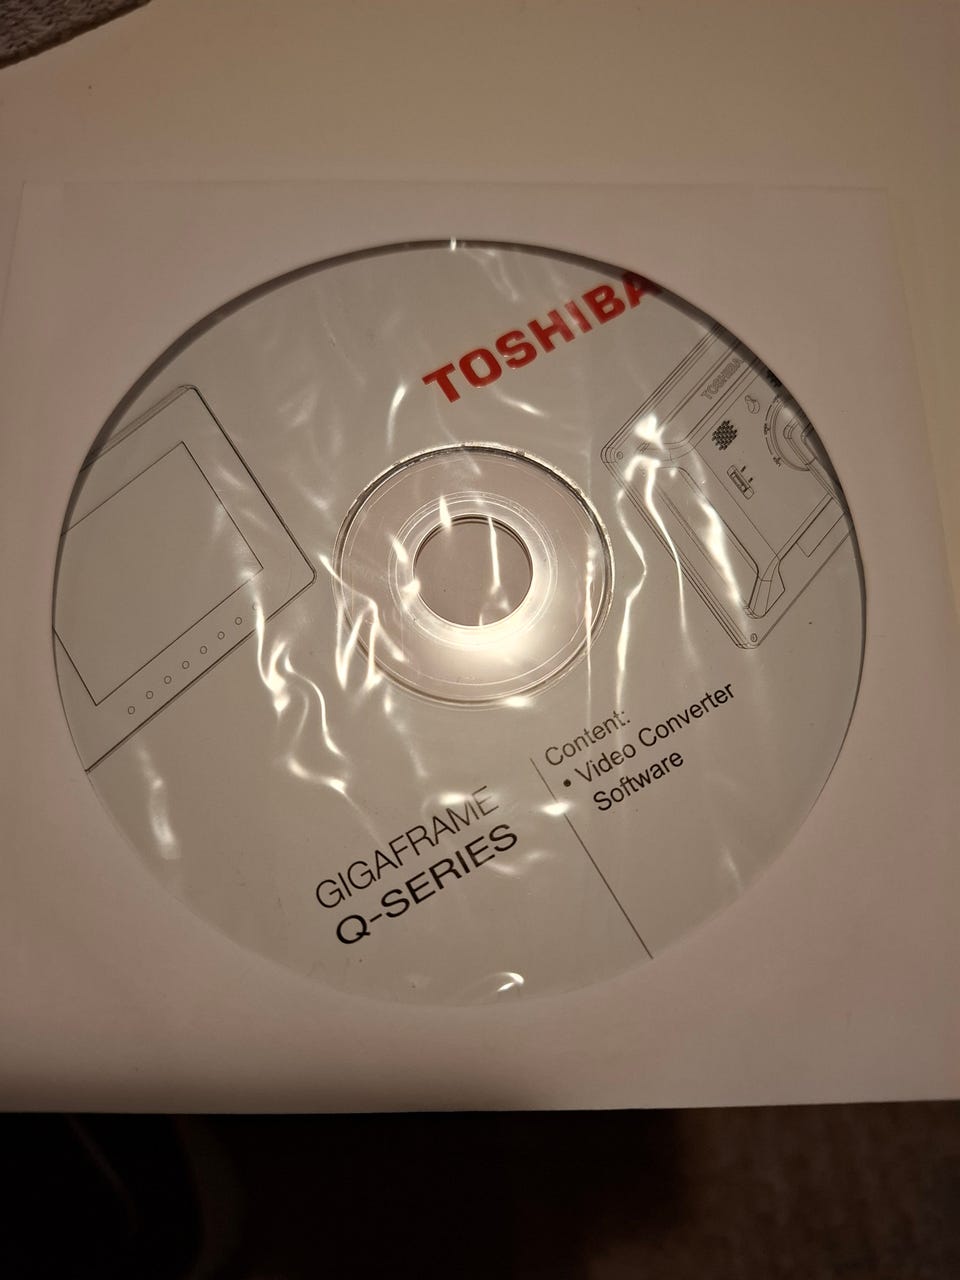 TOSHIBA
TOSHIBA
GIGAFRAME
Q-SERIES
Content:
• Video Converter
Software